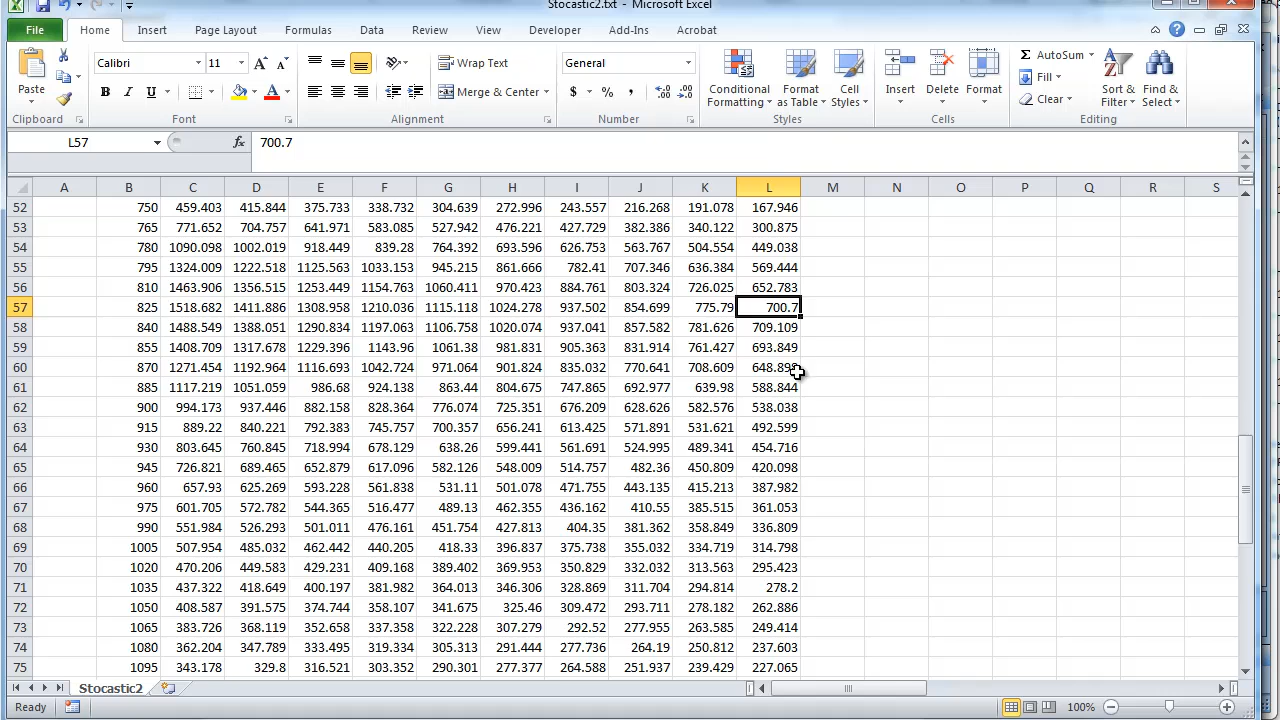 Stocastic2.txt - Microsoft Excel
File Home Insert Page Layout Formulas Data Review View Developer Add-Ins Acrobat
Paste Calibri 11 A A Wrap Text General Conditional Formatting Format as Table Cell Styles Insert Delete Format AutoSum Fill Clear Sort & Filter Find & Select
B I U A Merge & Center $ % ,
Clipboard Font Alignment Number Styles Cells Editing
L57 fx 700.7
A B C D E F G H I J K L M N O P Q R S
52 750 459.403 415.844 375.733 338.732 304.639 272.996 243.557 216.268 191.078 167.946
53 765 771.652 704.757 641.971 583.085 527.942 476.221 427.729 382.386 340.122 300.875
54 780 1090.098 1002.019 918.449 839.28 764.392 693.596 626.753 563.767 504.554 449.038
55 795 1324.009 1222.518 1125.563 1033.153 945.215 861.666 782.41 707.346 636.384 569.444
56 810 1463.906 1356.515 1253.449 1154.763 1060.411 970.423 884.761 803.324 726.025 652.783
57 825 1518.682 1411.886 1308.958 1210.036 1115.118 1024.278 937.502 854.699 775.79 700.7
58 840 1488.549 1388.051 1290.834 1197.063 1106.758 1020.074 937.041 857.582 781.626 709.109
59 855 1408.709 1317.678 1229.396 1143.96 1061.38 981.831 905.363 831.914 761.427 693.849
60 870 1271.454 1192.964 1116.693 1042.724 971.064 901.824 835.032 770.641 708.609
61 885 1117.219 1051.059 986.68 924.138 863.44 804.675 747.865 692.977 639.98 588.844
62 900 994.173 937.446 882.158 828.364 776.074 725.351 676.209 628.626 582.576 538.038
63 915 889.22 840.221 792.383 745.757 700.357 656.241 613.425 571.891 531.621 492.599
64 930 803.645 760.845 718.994 678.129 638.26 599.441 561.691 524.995 489.341 454.716
65 945 726.821 689.465 652.879 617.096 582.126 548.009 514.757 482.36 450.809 420.098
66 960 657.93 625.269 593.228 561.838 531.11 501.078 471.755 443.135 415.213 387.982
67 975 601.705 572.782 544.365 516.477 489.13 462.355 436.162 410.55 385.515 361.053
68 990 551.984 526.293 501.011 476.161 451.754 427.813 404.35 381.362 358.849 336.809
69 1005 507.954 485.032 462.442 440.205 418.33 396.837 375.738 355.032 334.719 314.798
70 1020 470.206 449.583 429.231 409.168 389.402 369.953 350.829 332.032 313.563 295.423
71 1035 437.322 418.649 400.197 381.982 364.013 346.306 328.869 311.704 294.814 278.2
72 1050 408.587 391.575 374.744 358.107 341.675 325.46 309.472 293.711 278.182 262.886
73 1065 383.726 368.119 352.658 337.358 322.228 307.279 292.52 277.955 263.585 249.414
74 1080 362.204 347.789 333.495 319.334 305.313 291.444 277.736 264.19 250.812 237.603
75 1095 343.178 329.8 316.521 303.352 290.301 277.377 264.588 251.937 239.429 227.065
Stocastic2
Ready 100%